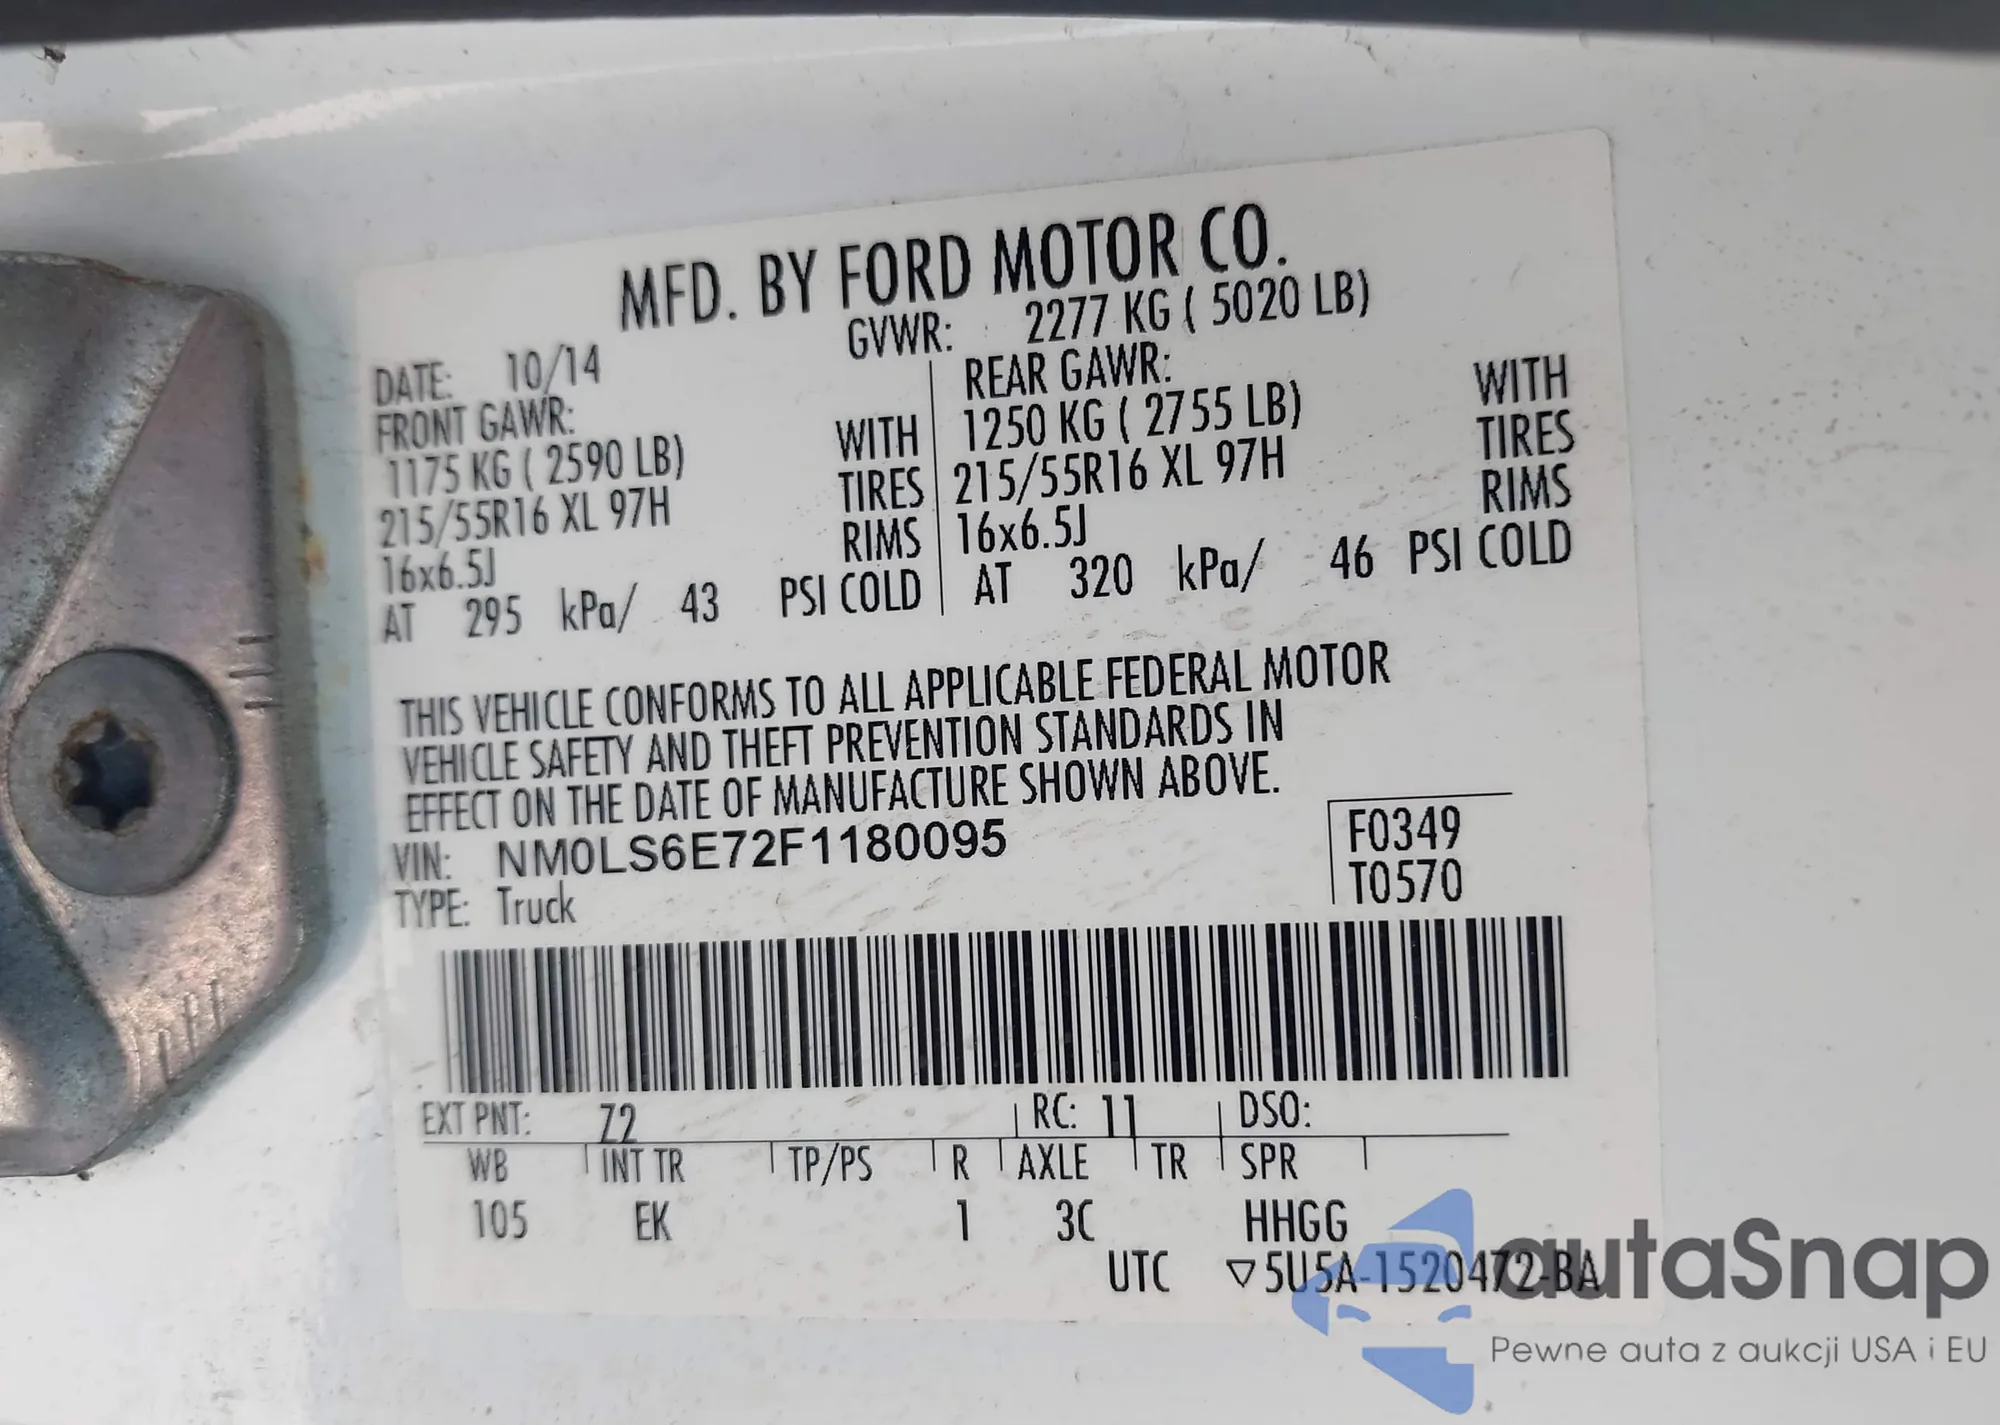 MFD. BY FORD MOTOR CO.
DATE: 10/14 GVWR: 2277 KG ( 5020 LB)
FRONT GAWR: REAR GAWR:
1175 KG ( 2590 LB) WITH 1250 KG ( 2755 LB) WITH
215/55R16 XL 97H TIRES 215/55R16 XL 97H TIRES
16x6.5J RIMS 16x6.5J RIMS
AT 295 kPa/ 43 PSI COLD AT 320 kPa/ 46 PSI COLD
THIS VEHICLE CONFORMS TO ALL APPLICABLE FEDERAL MOTOR
VEHICLE SAFETY AND THEFT PREVENTION STANDARDS IN
EFFECT ON THE DATE OF MANUFACTURE SHOWN ABOVE.
VIN: NM0LS6E72F1180095 F0349
TYPE: Truck T0570
EXT PNT: Z2 RC: 11 DSO:
WB INT TR TP/PS R AXLE TR SPR
105 EK 1 3C HHGG
UTC ▽5U5A-1520472-BA
autaSnap
Pewne auta z aukcji USA i EU